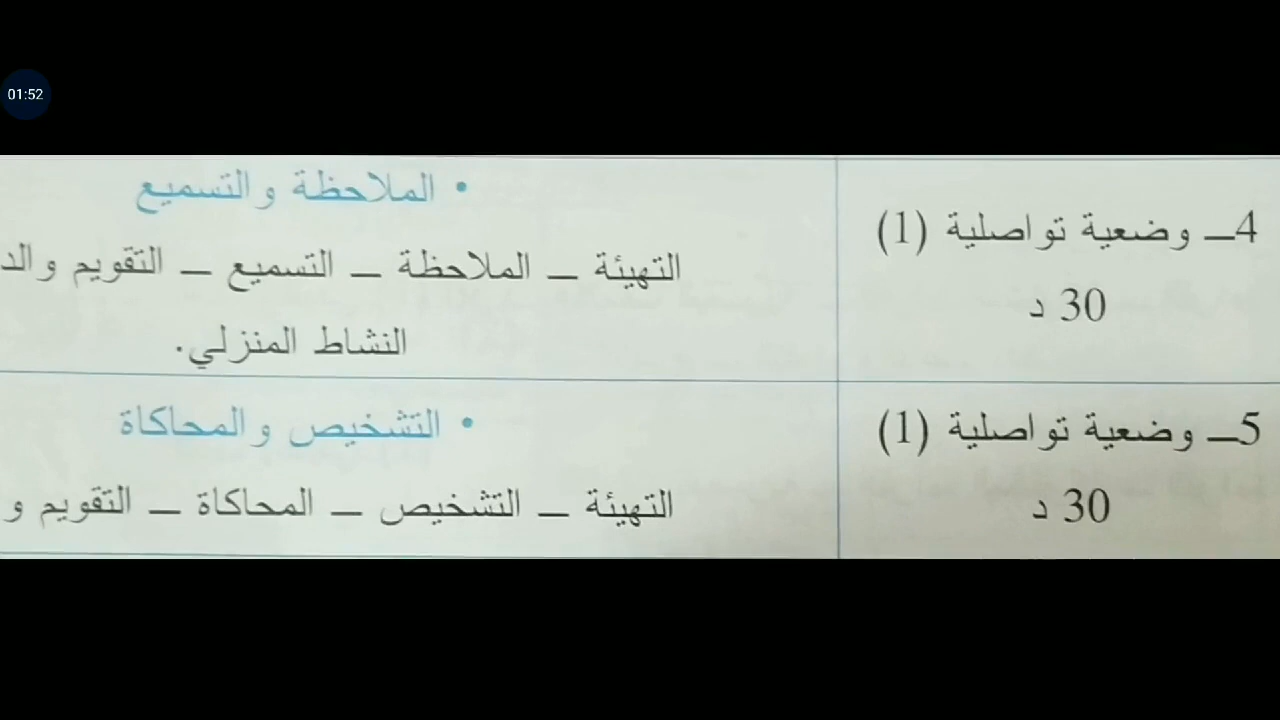 01:52
4ـ وضعية تواصلية (1)
30 د
• الملاحظة والتسميع
التهيئة ـ الملاحظة ـ التسميع ـ التقويم
النشاط المنزلي.
5ـ وضعية تواصلية (1)
30 د
• التشخيص والمحاكاة
التهيئة ـ التشخيص ـ المحاكاة ـ التقويم و